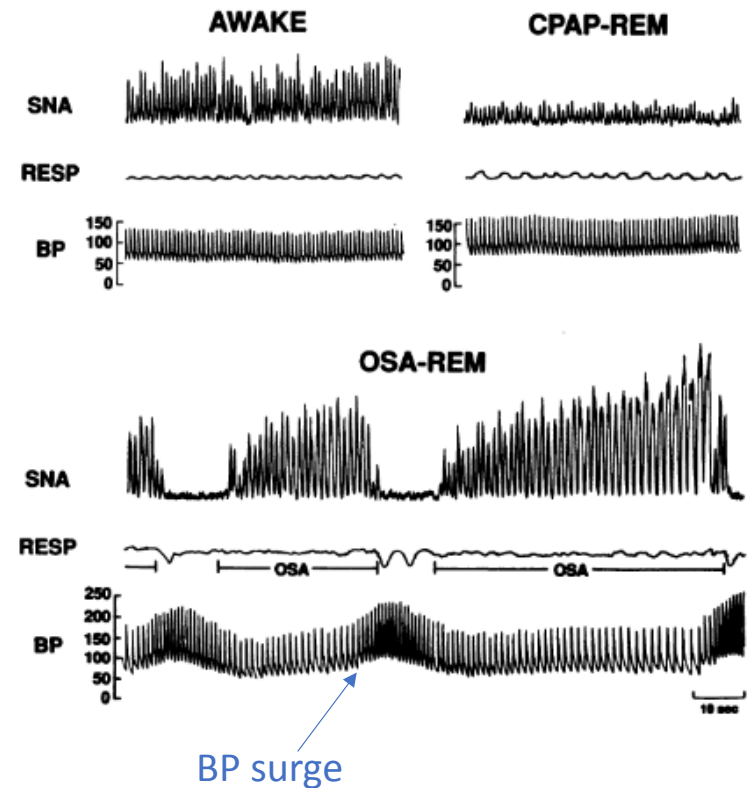 AWAKE
CPAP-REM
SNA
RESP
BP
150
100
50
0
150
100
50
0
OSA-REM
SNA
RESP
OSA
OSA
BP
250
200
150
100
50
0
10 sec
BP surge